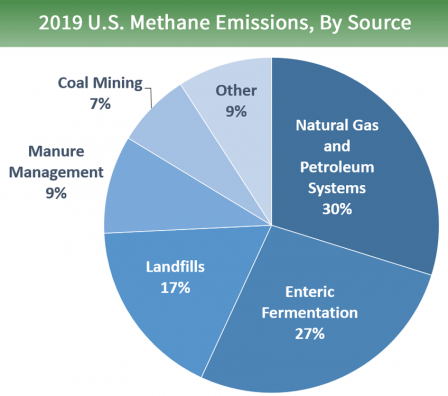 2019 U.S. Methane Emissions, By Source
Coal Mining
7%
Other
9%
Natural Gas
and
Petroleum
Systems
30%
Manure
Management
9%
Landfills
17%
Enteric
Fermentation
27%